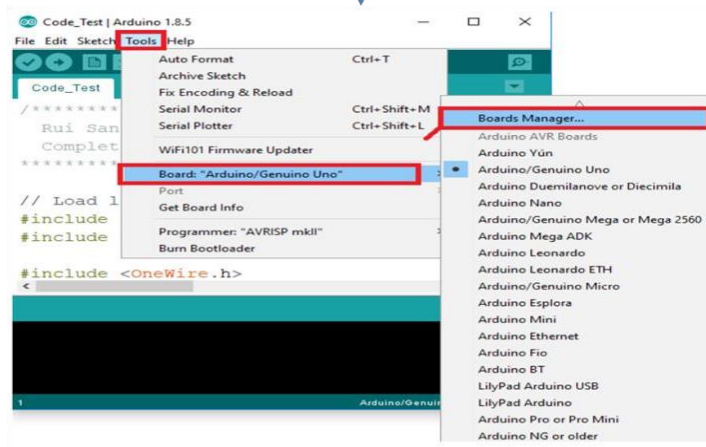 Code_Test | Arduino 1.8.5
File Edit Sketch Tools Help
Code_Test
/********
Rui San
Complet
*********
// Load l
#include
#include
#include <OneWire.h>
Auto Format Ctrl+T
Archive Sketch
Fix Encoding & Reload
Serial Monitor Ctrl+Shift+M
Serial Plotter Ctrl+Shift+L
WiFi101 Firmware Updater
Board: "Arduino/Genuino Uno"
Port
Get Board Info
Programmer: "AVRISP mkII"
Burn Bootloader
Boards Manager...
Arduino AVR Boards
Arduino Yún
Arduino/Genuino Uno
Arduino Duemilanove or Diecimila
Arduino Nano
Arduino/Genuino Mega or Mega 2560
Arduino Mega ADK
Arduino Leonardo
Arduino Leonardo ETH
Arduino/Genuino Micro
Arduino Esplora
Arduino Mini
Arduino Ethernet
Arduino Fio
Arduino BT
LilyPad Arduino USB
LilyPad Arduino
Arduino Pro or Pro Mini
Arduino NG or older
1 Arduino/Genuin